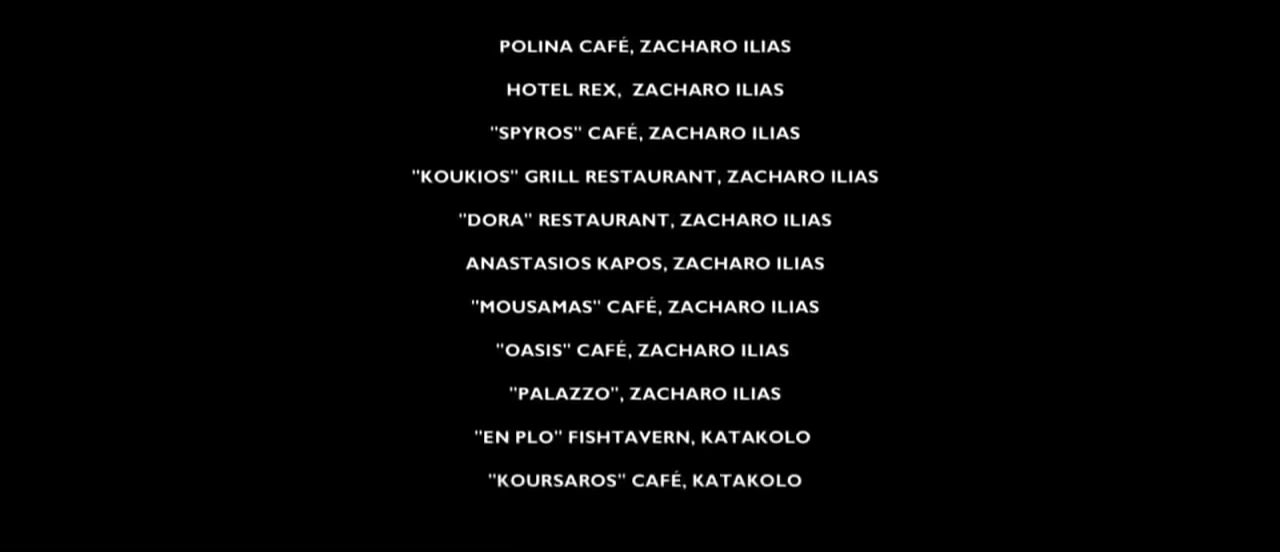 POLINA CAFÉ, ZACHARO ILIAS
HOTEL REX,  ZACHARO ILIAS
"SPYROS" CAFÉ, ZACHARO ILIAS
"KOUKIOS" GRILL RESTAURANT, ZACHARO ILIAS
"DORA" RESTAURANT, ZACHARO ILIAS
ANASTASIOS KAPOS, ZACHARO ILIAS
"MOUSAMAS" CAFÉ, ZACHARO ILIAS
"OASIS" CAFÉ, ZACHARO ILIAS
"PALAZZO", ZACHARO ILIAS
"EN PLO" FISHTAVERN, KATAKOLO
"KOURSAROS" CAFÉ, KATAKOLO